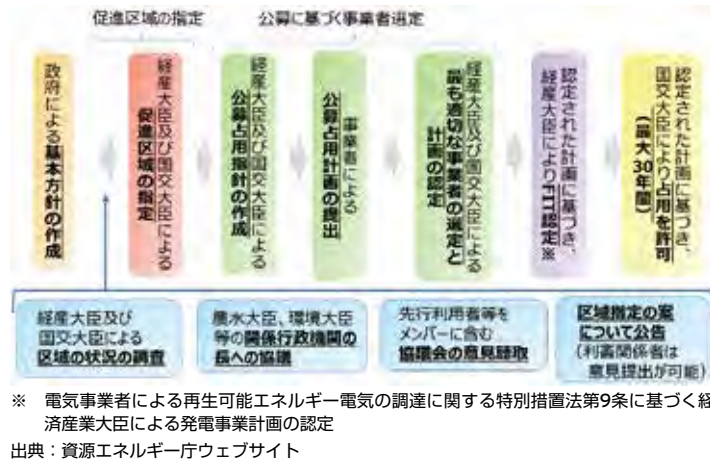 促進区域の指定
公募に基づく事業者選定
政府による基本方針の作成
経産大臣及び国交大臣による
促進区域の指定
経産大臣及び国交大臣による
公募占用指針の作成
事業者による
公募占用計画の提出
経産大臣及び国交大臣による
最も適切な事業者の選定と
計画の認定
認定された計画に基づき、
経産大臣によりFIT認定※
認定された計画に基づき、
国交大臣により占用を許可
(最大30年間)
経産大臣及び
国交大臣による
区域の状況の調査
農水大臣、環境大臣
等の関係行政機関の
長への協議
先行利用者等を
メンバーに含む
協議会の意見聴取
区域指定の案
について公告
(利害関係者は
意見提出が可能)
※ 電気事業者による再生可能エネルギー電気の調達に関する特別措置法第9条に基づく経
済産業大臣による発電事業計画の認定
出典:資源エネルギー庁ウェブサイト